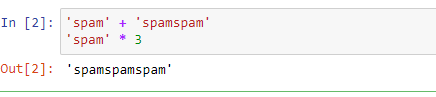 In [2]: 'spam' + 'spamspam'
'spam' * 3
Out[2]: 'spamspamspam'